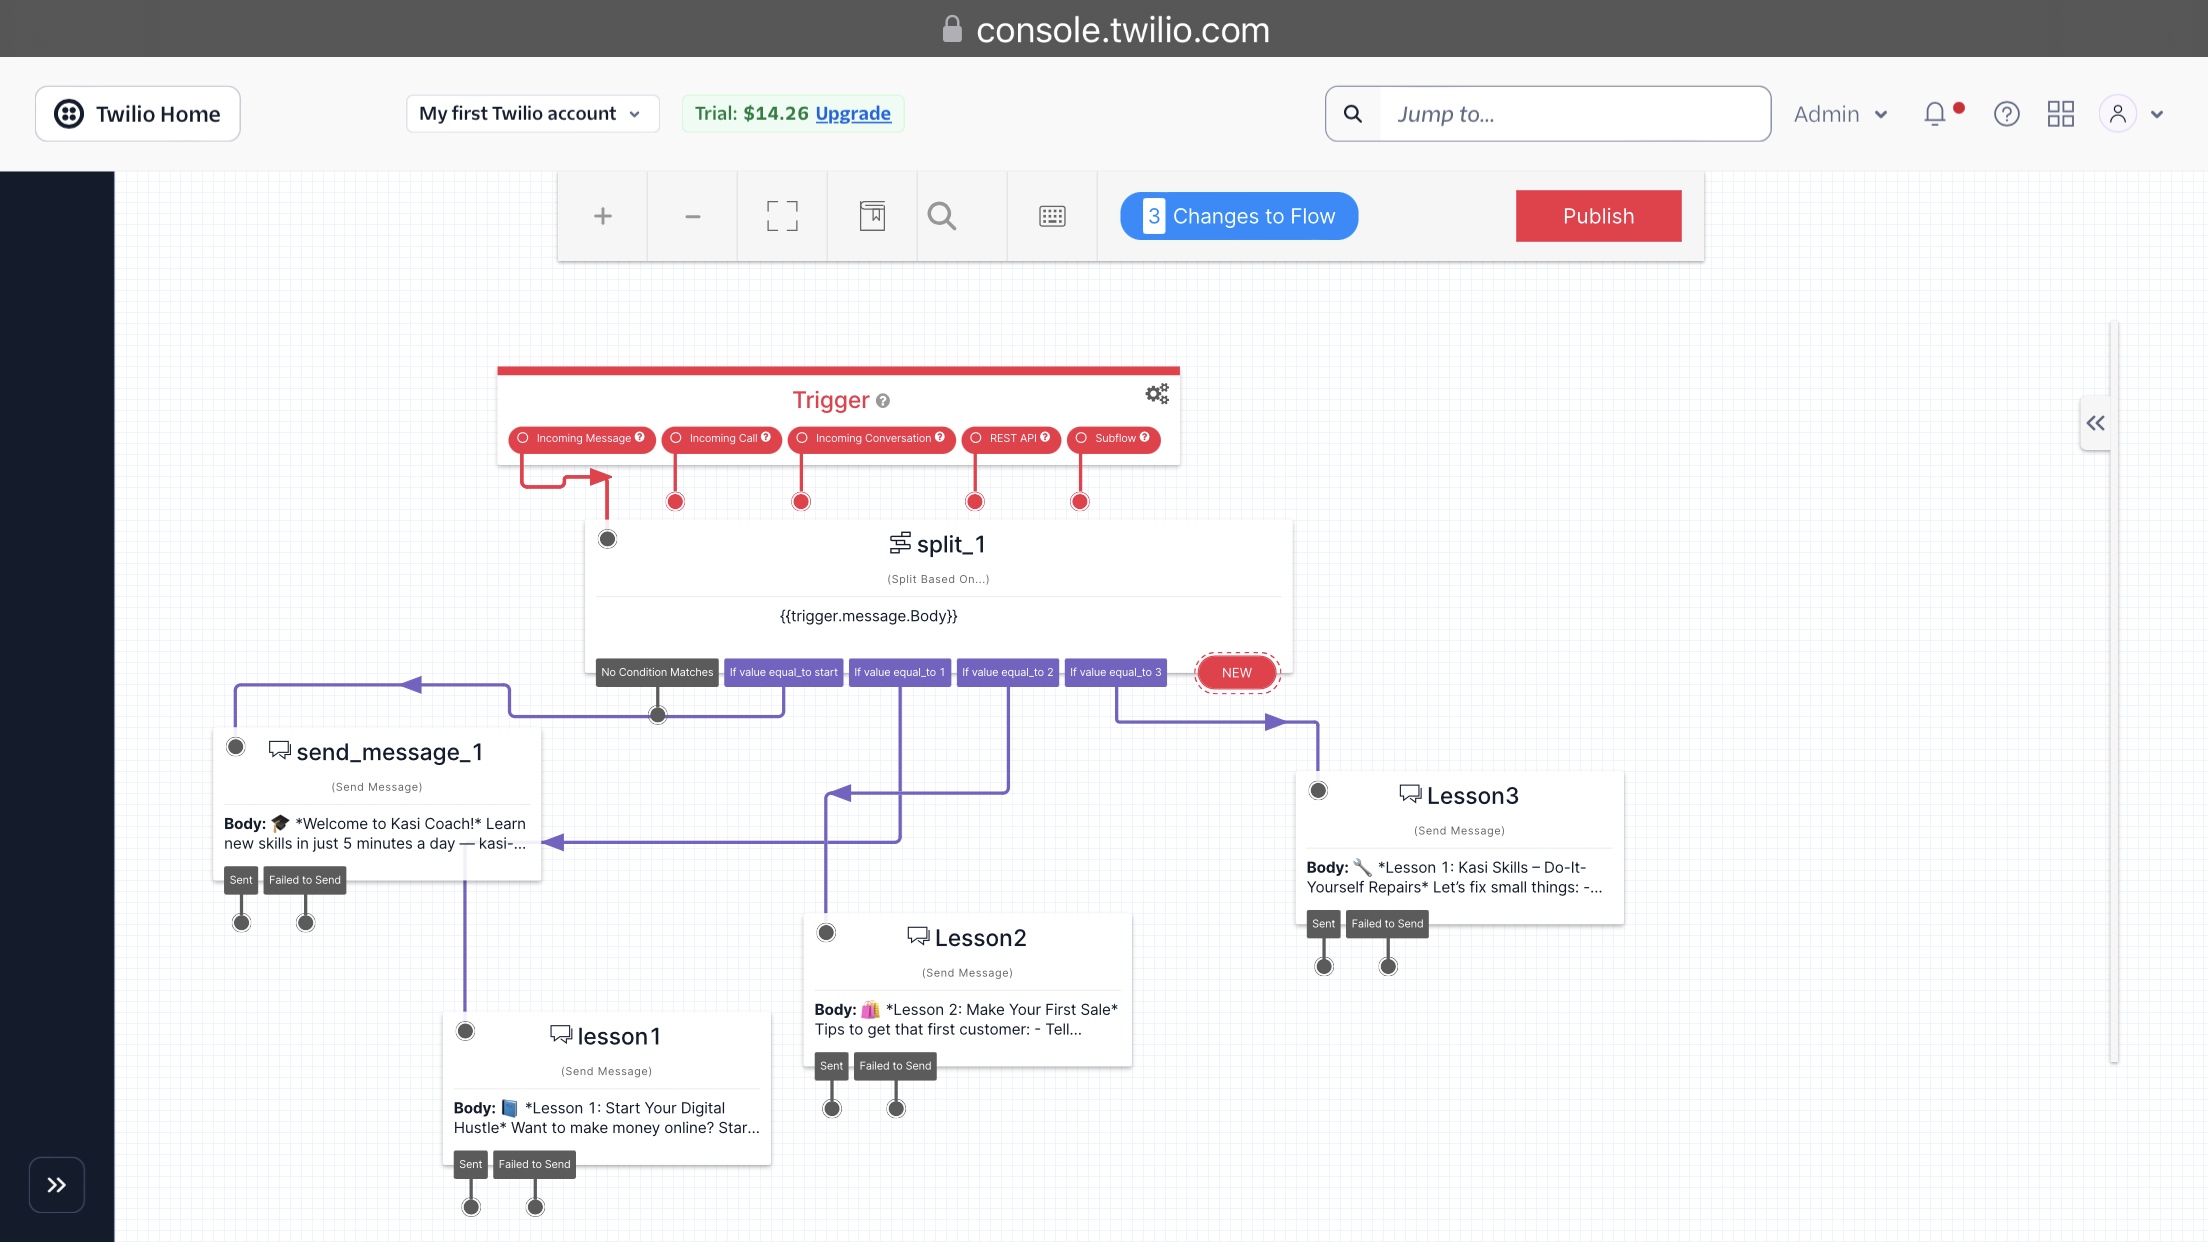 console.twilio.com
Twilio Home
My first Twilio account
Trial: $14.26 Upgrade
Jump to...
Admin
3 Changes to Flow
Publish
Trigger
Incoming Message
Incoming Call
Incoming Conversation
REST API
Subflow
split_1
(Split Based On...)
{{trigger.message.Body}}
No Condition Matches
If value equal_to start
If value equal_to 1
If value equal_to 2
If value equal_to 3
NEW
send_message_1
(Send Message)
Body: 🎓 *Welcome to Kasi Coach!* Learn
new skills in just 5 minutes a day — kasi-...
Sent
Failed to Send
Lesson3
(Send Message)
Body: 🔧 *Lesson 1: Kasi Skills – Do-It-
Yourself Repairs* Let’s fix small things: -...
Sent
Failed to Send
Lesson2
(Send Message)
Body: 🛍️ *Lesson 2: Make Your First Sale*
Tips to get that first customer: - Tell...
Sent
Failed to Send
lesson1
(Send Message)
Body: 📘 *Lesson 1: Start Your Digital
Hustle* Want to make money online? Star...
Sent
Failed to Send